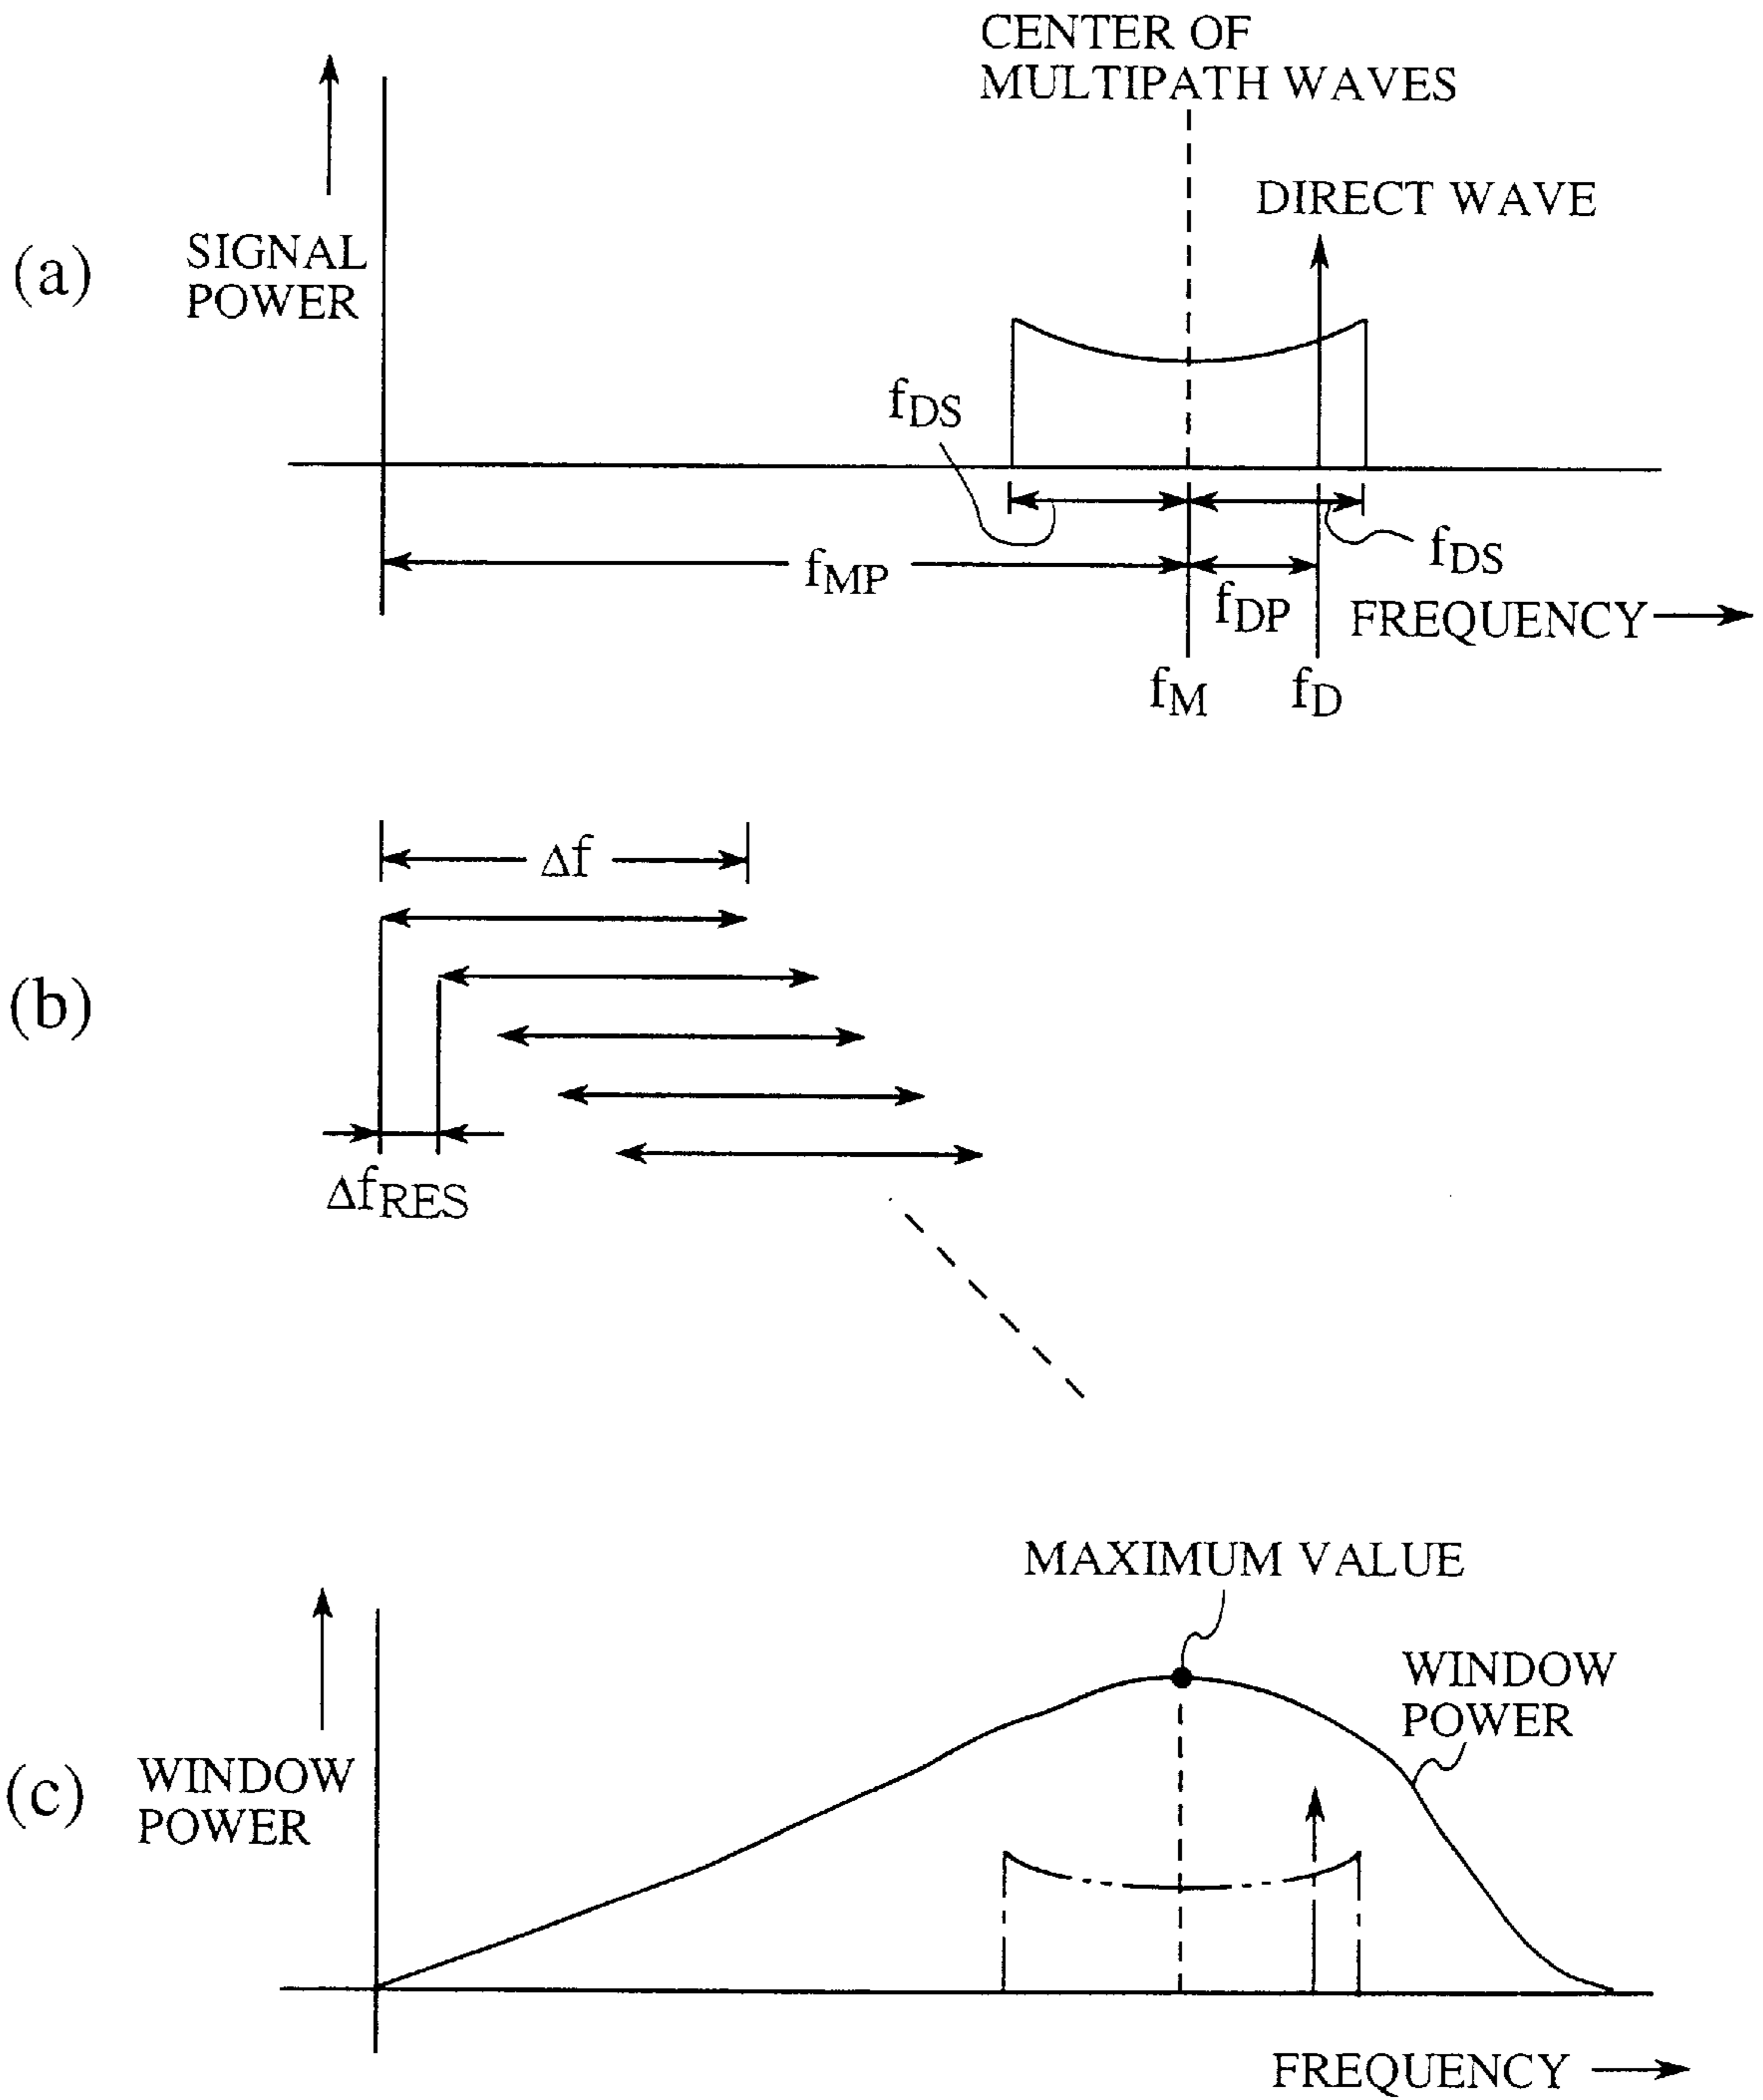 CENTER OF
MULTIPATH WAVES
DIRECT WAVE
(a)
SIGNAL
POWER
fDS
fMP
fDS
fDP
FREQUENCY
fM
fD
Δf
(b)
ΔfRES
MAXIMUM VALUE
WINDOW
POWER
(c)
WINDOW
POWER
FREQUENCY